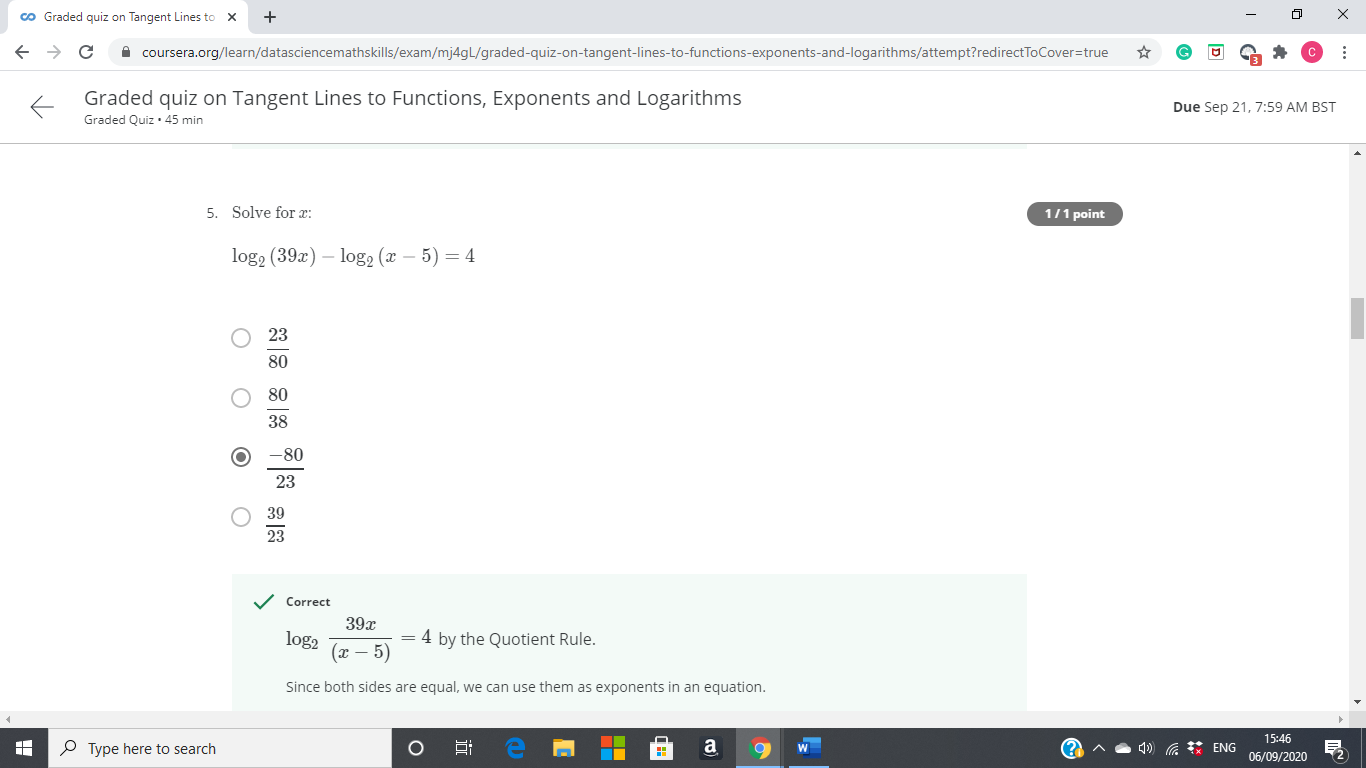 Graded quiz on Tangent Lines to
coursera.org/learn/datasciencemathskills/exam/mj4gL/graded-quiz-on-tangent-lines-to-functions-exponents-and-logarithms/attempt?redirectToCover=true
G
3
C
Graded quiz on Tangent Lines to Functions, Exponents and Logarithms
Graded Quiz • 45 min
Due Sep 21, 7:59 AM BST
5. Solve for x:
1 / 1 point
log₂ (39x) − log₂ (x − 5) = 4
23
80
80
38
−80
23
39
23
Correct
log₂ 39x/(x − 5) = 4 by the Quotient Rule.
Since both sides are equal, we can use them as exponents in an equation.
Type here to search
a
W
ENG
15:46
06/09/2020
2